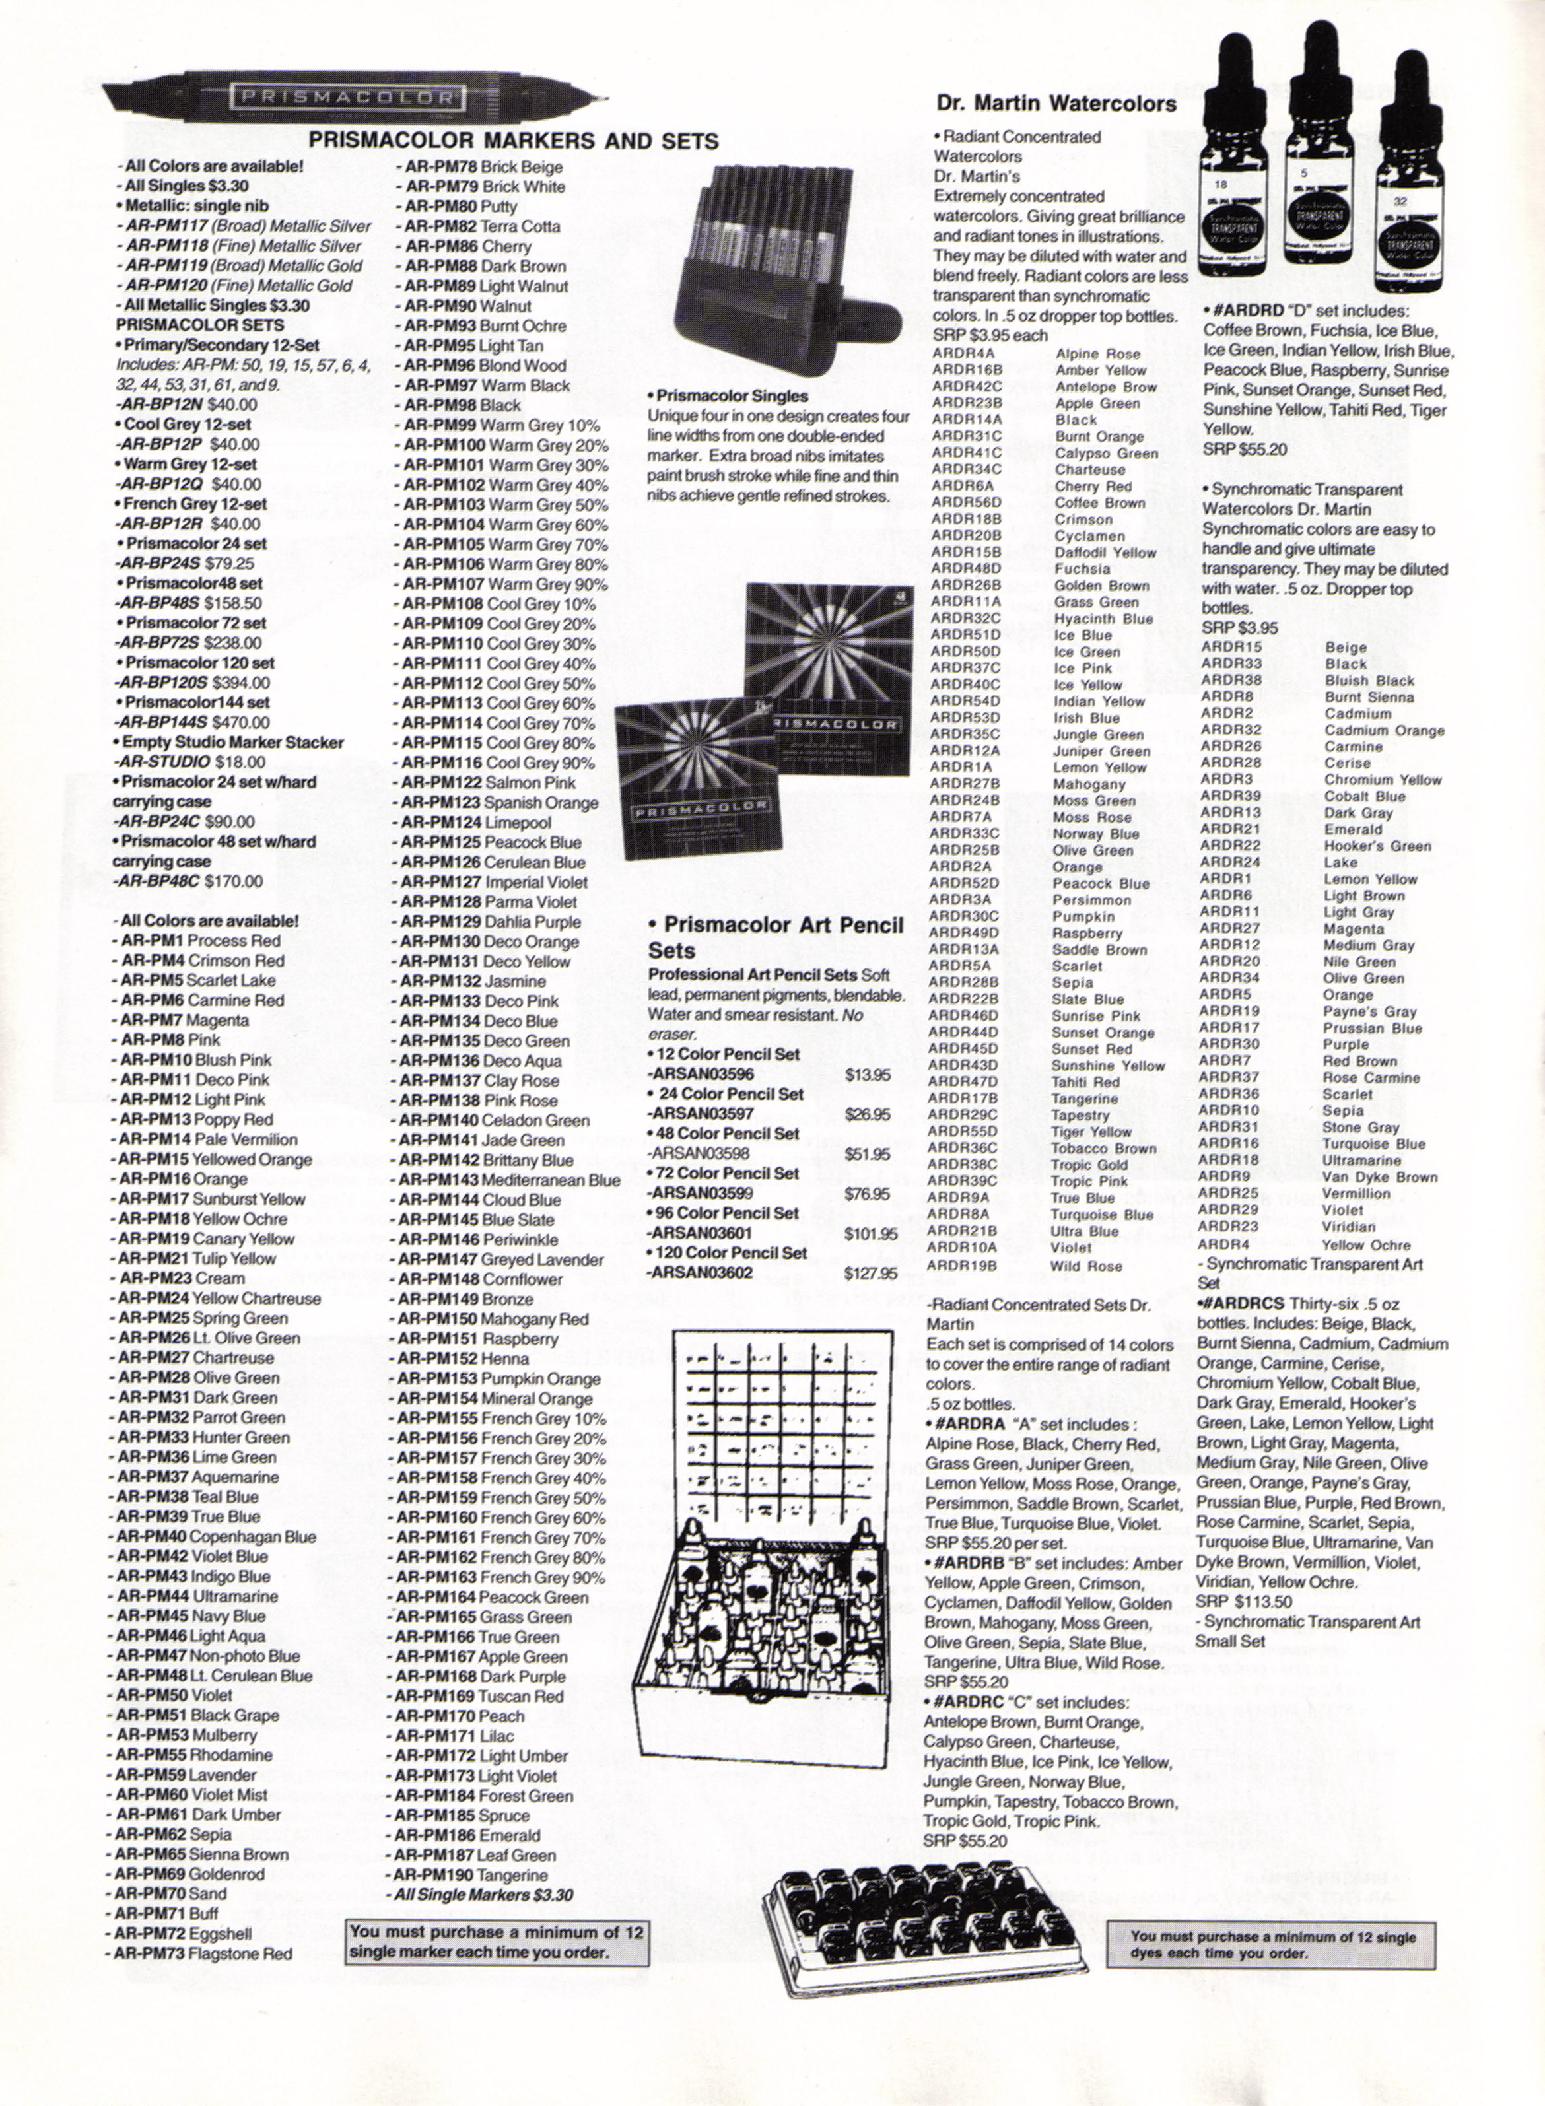 PRISMACOLOR
PRISMACOLOR MARKERS AND SETS
- All Colors are available!
- All Singles $3.30
• Metallic: single nib
- AR-PM117 (Broad) Metallic Silver
- AR-PM118 (Fine) Metallic Silver
- AR-PM119 (Broad) Metallic Gold
- AR-PM120 (Fine) Metallic Gold
- All Metallic Singles $3.30
PRISMACOLOR SETS
• Primary/Secondary 12-Set
Includes: AR-PM: 50, 19, 15, 57, 6, 4,
32, 44, 53, 31, 61, and 9.
-AR-BP12N $40.00
• Cool Grey 12-set
-AR-BP12P $40.00
• Warm Grey 12-set
-AR-BP12Q $40.00
• French Grey 12-set
-AR-BP12R $40.00
• Prismacolor 24 set
-AR-BP24S $79.25
• Prismacolor48 set
-AR-BP48S $158.50
• Prismacolor 72 set
-AR-BP72S $238.00
• Prismacolor 120 set
-AR-BP120S $394.00
• Prismacolor144 set
-AR-BP144S $470.00
• Empty Studio Marker Stacker
-AR-STUDIO $18.00
• Prismacolor 24 set w/hard
carrying case
-AR-BP24C $90.00
• Prismacolor 48 set w/hard
carrying case
-AR-BP48C $170.00
- All Colors are available!
- AR-PM1 Process Red
- AR-PM4 Crimson Red
- AR-PM5 Scarlet Lake
- AR-PM6 Carmine Red
- AR-PM7 Magenta
- AR-PM8 Pink
- AR-PM10 Blush Pink
- AR-PM11 Deco Pink
- AR-PM12 Light Pink
- AR-PM13 Poppy Red
- AR-PM14 Pale Vermilion
- AR-PM15 Yellowed Orange
- AR-PM16 Orange
- AR-PM17 Sunburst Yellow
- AR-PM18 Yellow Ochre
- AR-PM19 Canary Yellow
- AR-PM21 Tulip Yellow
- AR-PM23 Cream
- AR-PM24 Yellow Chartreuse
- AR-PM25 Spring Green
- AR-PM26 Lt. Olive Green
- AR-PM27 Chartreuse
- AR-PM28 Olive Green
- AR-PM31 Dark Green
- AR-PM32 Parrot Green
- AR-PM33 Hunter Green
- AR-PM36 Lime Green
- AR-PM37 Aquemarine
- AR-PM38 Teal Blue
- AR-PM39 True Blue
- AR-PM40 Copenhagan Blue
- AR-PM42 Violet Blue
- AR-PM43 Indigo Blue
- AR-PM44 Ultramarine
- AR-PM45 Navy Blue
- AR-PM46 Light Aqua
- AR-PM47 Non-photo Blue
- AR-PM48 Lt. Cerulean Blue
- AR-PM50 Violet
- AR-PM51 Black Grape
- AR-PM53 Mulberry
- AR-PM55 Rhodamine
- AR-PM59 Lavender
- AR-PM60 Violet Mist
- AR-PM61 Dark Umber
- AR-PM62 Sepia
- AR-PM65 Sienna Brown
- AR-PM69 Goldenrod
- AR-PM70 Sand
- AR-PM71 Buff
- AR-PM72 Eggshell
- AR-PM73 Flagstone Red
- AR-PM78 Brick Beige
- AR-PM79 Brick White
- AR-PM80 Putty
- AR-PM82 Terra Cotta
- AR-PM86 Cherry
- AR-PM88 Dark Brown
- AR-PM89 Light Walnut
- AR-PM90 Walnut
- AR-PM93 Burnt Ochre
- AR-PM95 Light Tan
- AR-PM96 Blond Wood
- AR-PM97 Warm Black
- AR-PM98 Black
- AR-PM99 Warm Grey 10%
- AR-PM100 Warm Grey 20%
- AR-PM101 Warm Grey 30%
- AR-PM102 Warm Grey 40%
- AR-PM103 Warm Grey 50%
- AR-PM104 Warm Grey 60%
- AR-PM105 Warm Grey 70%
- AR-PM106 Warm Grey 80%
- AR-PM107 Warm Grey 90%
- AR-PM108 Cool Grey 10%
- AR-PM109 Cool Grey 20%
- AR-PM110 Cool Grey 30%
- AR-PM111 Cool Grey 40%
- AR-PM112 Cool Grey 50%
- AR-PM113 Cool Grey 60%
- AR-PM114 Cool Grey 70%
- AR-PM115 Cool Grey 80%
- AR-PM116 Cool Grey 90%
- AR-PM122 Salmon Pink
- AR-PM123 Spanish Orange
- AR-PM124 Limepool
- AR-PM125 Peacock Blue
- AR-PM126 Cerulean Blue
- AR-PM127 Imperial Violet
- AR-PM128 Parma Violet
- AR-PM129 Dahlia Purple
- AR-PM130 Deco Orange
- AR-PM131 Deco Yellow
- AR-PM132 Jasmine
- AR-PM133 Deco Pink
- AR-PM134 Deco Blue
- AR-PM135 Deco Green
- AR-PM136 Deco Aqua
- AR-PM137 Clay Rose
- AR-PM138 Pink Rose
- AR-PM140 Celadon Green
- AR-PM141 Jade Green
- AR-PM142 Brittany Blue
- AR-PM143 Mediterranean Blue
- AR-PM144 Cloud Blue
- AR-PM145 Blue Slate
- AR-PM146 Periwinkle
- AR-PM147 Greyed Lavender
- AR-PM148 Cornflower
- AR-PM149 Bronze
- AR-PM150 Mahogany Red
- AR-PM151 Raspberry
- AR-PM152 Henna
- AR-PM153 Pumpkin Orange
- AR-PM154 Mineral Orange
- AR-PM155 French Grey 10%
- AR-PM156 French Grey 20%
- AR-PM157 French Grey 30%
- AR-PM158 French Grey 40%
- AR-PM159 French Grey 50%
- AR-PM160 French Grey 60%
- AR-PM161 French Grey 70%
- AR-PM162 French Grey 80%
- AR-PM163 French Grey 90%
- AR-PM164 Peacock Green
- AR-PM165 Grass Green
- AR-PM166 True Green
- AR-PM167 Apple Green
- AR-PM168 Dark Purple
- AR-PM169 Tuscan Red
- AR-PM170 Peach
- AR-PM171 Lilac
- AR-PM172 Light Umber
- AR-PM173 Light Violet
- AR-PM184 Forest Green
- AR-PM185 Spruce
- AR-PM186 Emerald
- AR-PM187 Leaf Green
- AR-PM190 Tangerine
- All Single Markers $3.30
You must purchase a minimum of 12
single marker each time you order.
• Prismacolor Singles
Unique four in one design creates four
line widths from one double-ended
marker. Extra broad nibs imitates
paint brush stroke while fine and thin
nibs achieve gentle refined strokes.
PRISMACOLOR
PRISMACOLOR
• Prismacolor Art Pencil
Sets
Professional Art Pencil Sets Soft
lead, permanent pigments, blendable.
Water and smear resistant. No
eraser.
• 12 Color Pencil Set
-ARSAN03596 $13.95
• 24 Color Pencil Set
-ARSAN03597 $26.95
• 48 Color Pencil Set
-ARSAN03598 $51.95
• 72 Color Pencil Set
-ARSAN03599 $76.95
• 96 Color Pencil Set
-ARSAN03601 $101.95
• 120 Color Pencil Set
-ARSAN03602 $127.95
Dr. Martin Watercolors
• Radiant Concentrated
Watercolors
Dr. Martin's
Extremely concentrated
watercolors. Giving great brilliance
and radiant tones in illustrations.
They may be diluted with water and
blend freely. Radiant colors are less
transparent than synchromatic
colors. In .5 oz dropper top bottles.
SRP $3.95 each
ARDR4A Alpine Rose
ARDR16B Amber Yellow
ARDR42C Antelope Brow
ARDR23B Apple Green
ARDR14A Black
ARDR31C Burnt Orange
ARDR41C Calypso Green
ARDR34C Charteuse
ARDR6A Cherry Red
ARDR56D Coffee Brown
ARDR18B Crimson
ARDR20B Cyclamen
ARDR15B Daffodil Yellow
ARDR48D Fuchsia
ARDR26B Golden Brown
ARDR11A Grass Green
ARDR32C Hyacinth Blue
ARDR51D Ice Blue
ARDR50D Ice Green
ARDR37C Ice Pink
ARDR40C Ice Yellow
ARDR54D Indian Yellow
ARDR53D Irish Blue
ARDR35C Jungle Green
ARDR12A Juniper Green
ARDR1A Lemon Yellow
ARDR27B Mahogany
ARDR24B Moss Green
ARDR7A Moss Rose
ARDR33C Norway Blue
ARDR25B Olive Green
ARDR2A Orange
ARDR52D Peacock Blue
ARDR3A Persimmon
ARDR30C Pumpkin
ARDR49D Raspberry
ARDR13A Saddle Brown
ARDR5A Scarlet
ARDR28B Sepia
ARDR22B Slate Blue
ARDR46D Sunrise Pink
ARDR44D Sunset Orange
ARDR45D Sunset Red
ARDR43D Sunshine Yellow
ARDR47D Tahiti Red
ARDR17B Tangerine
ARDR29C Tapestry
ARDR55D Tiger Yellow
ARDR36C Tobacco Brown
ARDR38C Tropic Gold
ARDR39C Tropic Pink
ARDR9A True Blue
ARDR8A Turquoise Blue
ARDR21B Ultra Blue
ARDR10A Violet
ARDR19B Wild Rose
-Radiant Concentrated Sets Dr.
Martin
Each set is comprised of 14 colors
to cover the entire range of radiant
colors.
.5 oz bottles.
• #ARDRA "A" set includes :
Alpine Rose, Black, Cherry Red,
Grass Green, Juniper Green,
Lemon Yellow, Moss Rose, Orange,
Persimmon, Saddle Brown, Scarlet,
True Blue, Turquoise Blue, Violet.
SRP $55.20 per set.
• #ARDRB "B" set includes: Amber
Yellow, Apple Green, Crimson,
Cyclamen, Daffodil Yellow, Golden
Brown, Mahogany, Moss Green,
Olive Green, Sepia, Slate Blue,
Tangerine, Ultra Blue, Wild Rose.
SRP $55.20
• #ARDRC "C" set includes:
Antelope Brown, Burnt Orange,
Calypso Green, Charteuse,
Hyacinth Blue, Ice Pink, Ice Yellow,
Jungle Green, Norway Blue,
Pumpkin, Tapestry, Tobacco Brown,
Tropic Gold, Tropic Pink.
SRP $55.20
18
TRANSPARENT
Water Color
5
TRANSPARENT
Water Color
32
TRANSPARENT
Water Color
• #ARDRD "D" set includes:
Coffee Brown, Fuchsia, Ice Blue,
Ice Green, Indian Yellow, Irish Blue,
Peacock Blue, Raspberry, Sunrise
Pink, Sunset Orange, Sunset Red,
Sunshine Yellow, Tahiti Red, Tiger
Yellow.
SRP $55.20
• Synchromatic Transparent
Watercolors Dr. Martin
Synchromatic colors are easy to
handle and give ultimate
transparency. They may be diluted
with water. .5 oz. Dropper top
bottles.
SRP $3.95
ARDR15 Beige
ARDR33 Black
ARDR38 Bluish Black
ARDR8 Burnt Sienna
ARDR2 Cadmium
ARDR32 Cadmium Orange
ARDR26 Carmine
ARDR28 Cerise
ARDR3 Chromium Yellow
ARDR39 Cobalt Blue
ARDR13 Dark Gray
ARDR21 Emerald
ARDR22 Hooker's Green
ARDR24 Lake
ARDR1 Lemon Yellow
ARDR6 Light Brown
ARDR11 Light Gray
ARDR27 Magenta
ARDR12 Medium Gray
ARDR20 Nile Green
ARDR34 Olive Green
ARDR5 Orange
ARDR19 Payne's Gray
ARDR17 Prussian Blue
ARDR30 Purple
ARDR7 Red Brown
ARDR37 Rose Carmine
ARDR36 Scarlet
ARDR10 Sepia
ARDR31 Stone Gray
ARDR16 Turquoise Blue
ARDR18 Ultramarine
ARDR9 Van Dyke Brown
ARDR25 Vermillion
ARDR29 Violet
ARDR23 Viridian
ARDR4 Yellow Ochre
- Synchromatic Transparent Art
Set
•#ARDRCS Thirty-six .5 oz
bottles. Includes: Beige, Black,
Burnt Sienna, Cadmium, Cadmium
Orange, Carmine, Cerise,
Chromium Yellow, Cobalt Blue,
Dark Gray, Emerald, Hooker's
Green, Lake, Lemon Yellow, Light
Brown, Light Gray, Magenta,
Medium Gray, Nile Green, Olive
Green, Orange, Payne's Gray,
Prussian Blue, Purple, Red Brown,
Rose Carmine, Scarlet, Sepia,
Turquoise Blue, Ultramarine, Van
Dyke Brown, Vermillion, Violet,
Viridian, Yellow Ochre.
SRP $113.50
- Synchromatic Transparent Art
Small Set
You must purchase a minimum of 12 single
dyes each time you order.